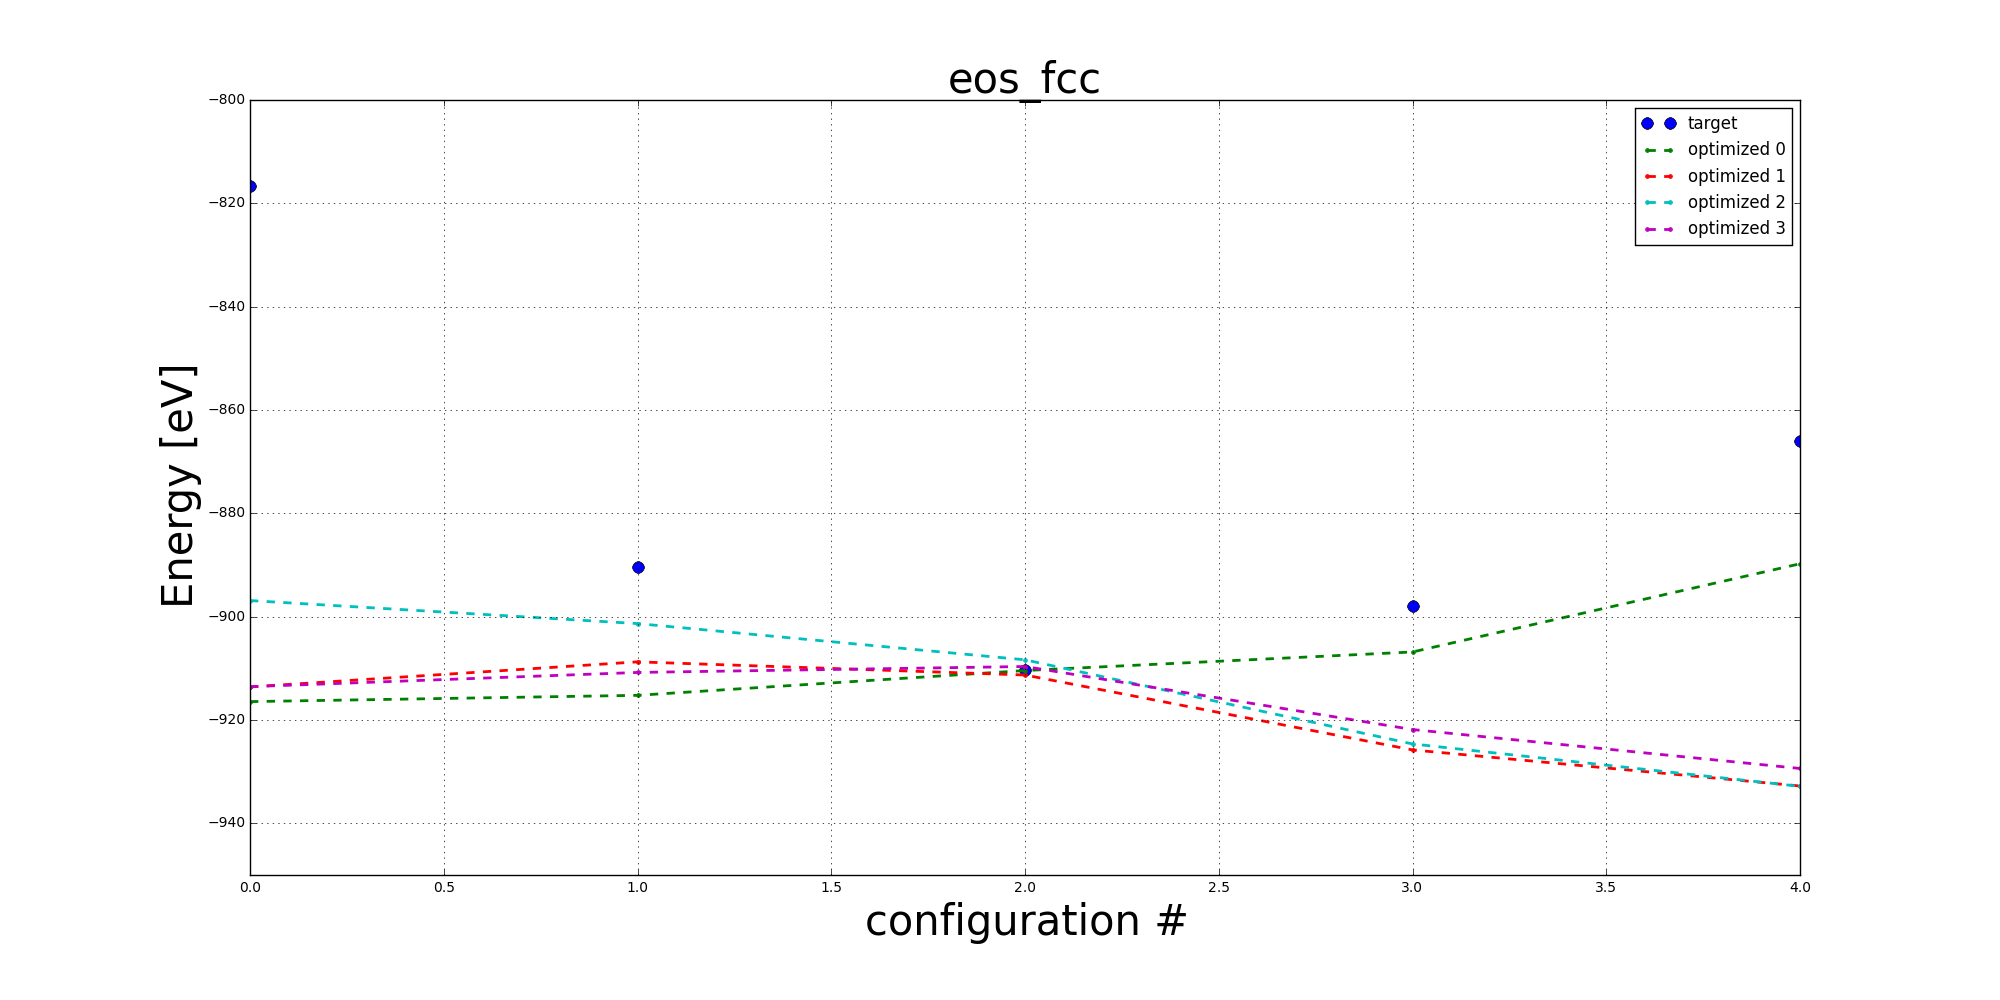 eos_fcc
−800
−820
−840
−860
−880
−900
−920
−940
Energy [eV]
target
optimized 0
optimized 1
optimized 2
optimized 3
0.0 0.5 1.0 1.5 2.0 2.5 3.0 3.5 4.0
configuration #